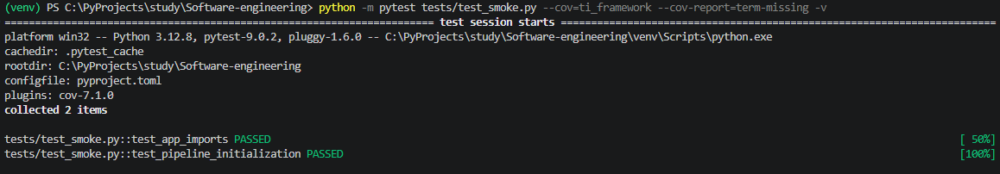 (venv) PS C:\PyProjects\study\Software-engineering> python -m pytest tests/test_smoke.py --cov=ti_framework --cov-report=term-missing -v
============================================================== test session starts ==============================================================
platform win32 -- Python 3.12.8, pytest-9.0.2, pluggy-1.6.0 -- C:\PyProjects\study\Software-engineering\venv\Scripts\python.exe
cachedir: .pytest_cache
rootdir: C:\PyProjects\study\Software-engineering
configfile: pyproject.toml
plugins: cov-7.1.0
collected 2 items
tests/test_smoke.py::test_app_imports PASSED [ 50%]
tests/test_smoke.py::test_pipeline_initialization PASSED [100%]